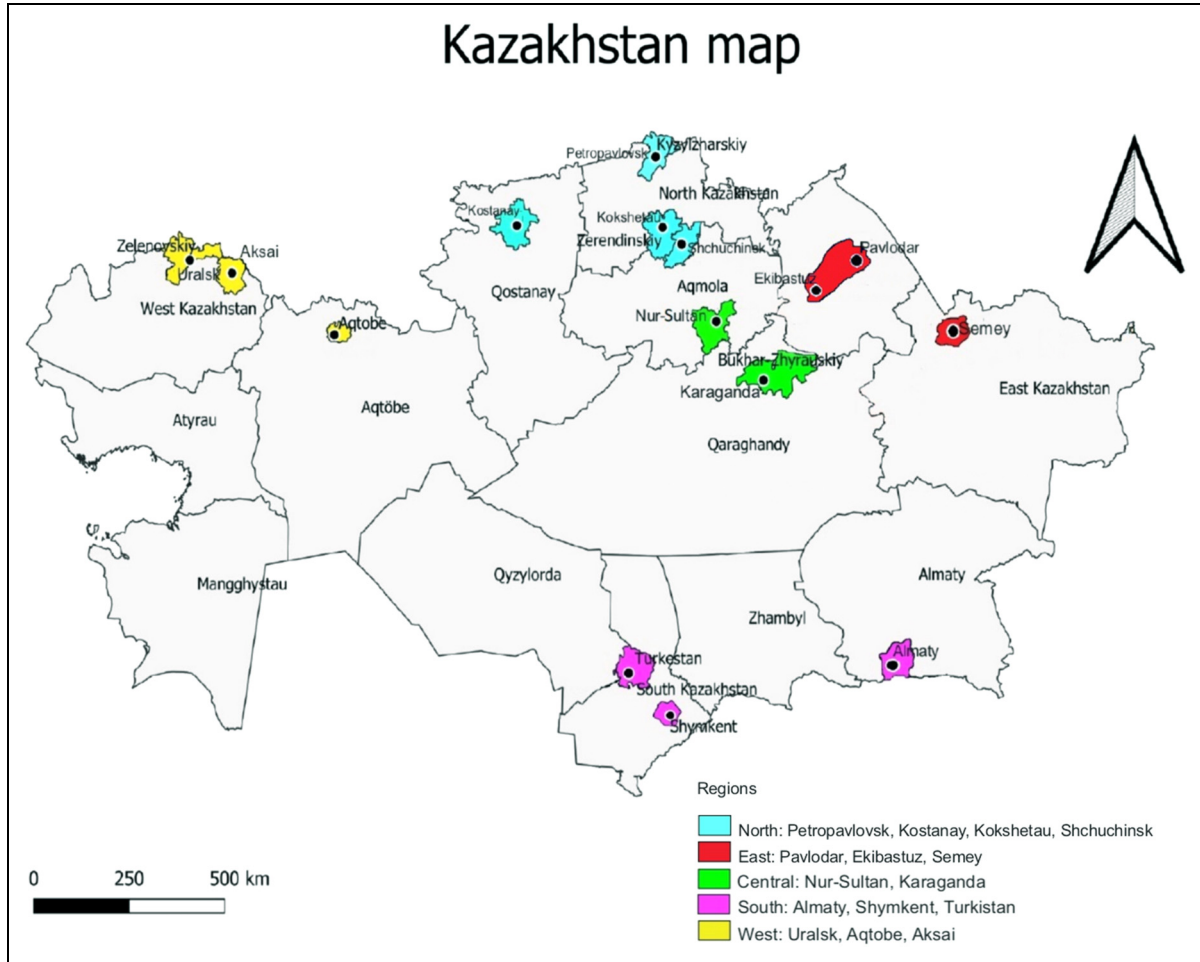 Kazakhstan map
Kyzylzharskiy
Petropavlovsk
North Kazakhstan
Kostanay
Kokshetau
Zerendinskiy
Shchuchinsk
Zelenovskiy
Aksai
Uralsk
Pavlodar
Ekibastuz
Qostanay
Aqmola
West Kazakhstan
Nur-Sultan
Aqtobe
Semey
Bukhar-Zhyrauskiy
Karaganda
East Kazakhstan
Aqtöbe
Atyrau
Qaraghandy
Mangghystau
Qyzylorda
Almaty
Zhambyl
Almaty
Turkestan
South Kazakhstan
Shymkent
Regions
North: Petropavlovsk, Kostanay, Kokshetau, Shchuchinsk
East: Pavlodar, Ekibastuz, Semey
Central: Nur-Sultan, Karaganda
South: Almaty, Shymkent, Turkistan
West: Uralsk, Aqtobe, Aksai
0 250 500 km